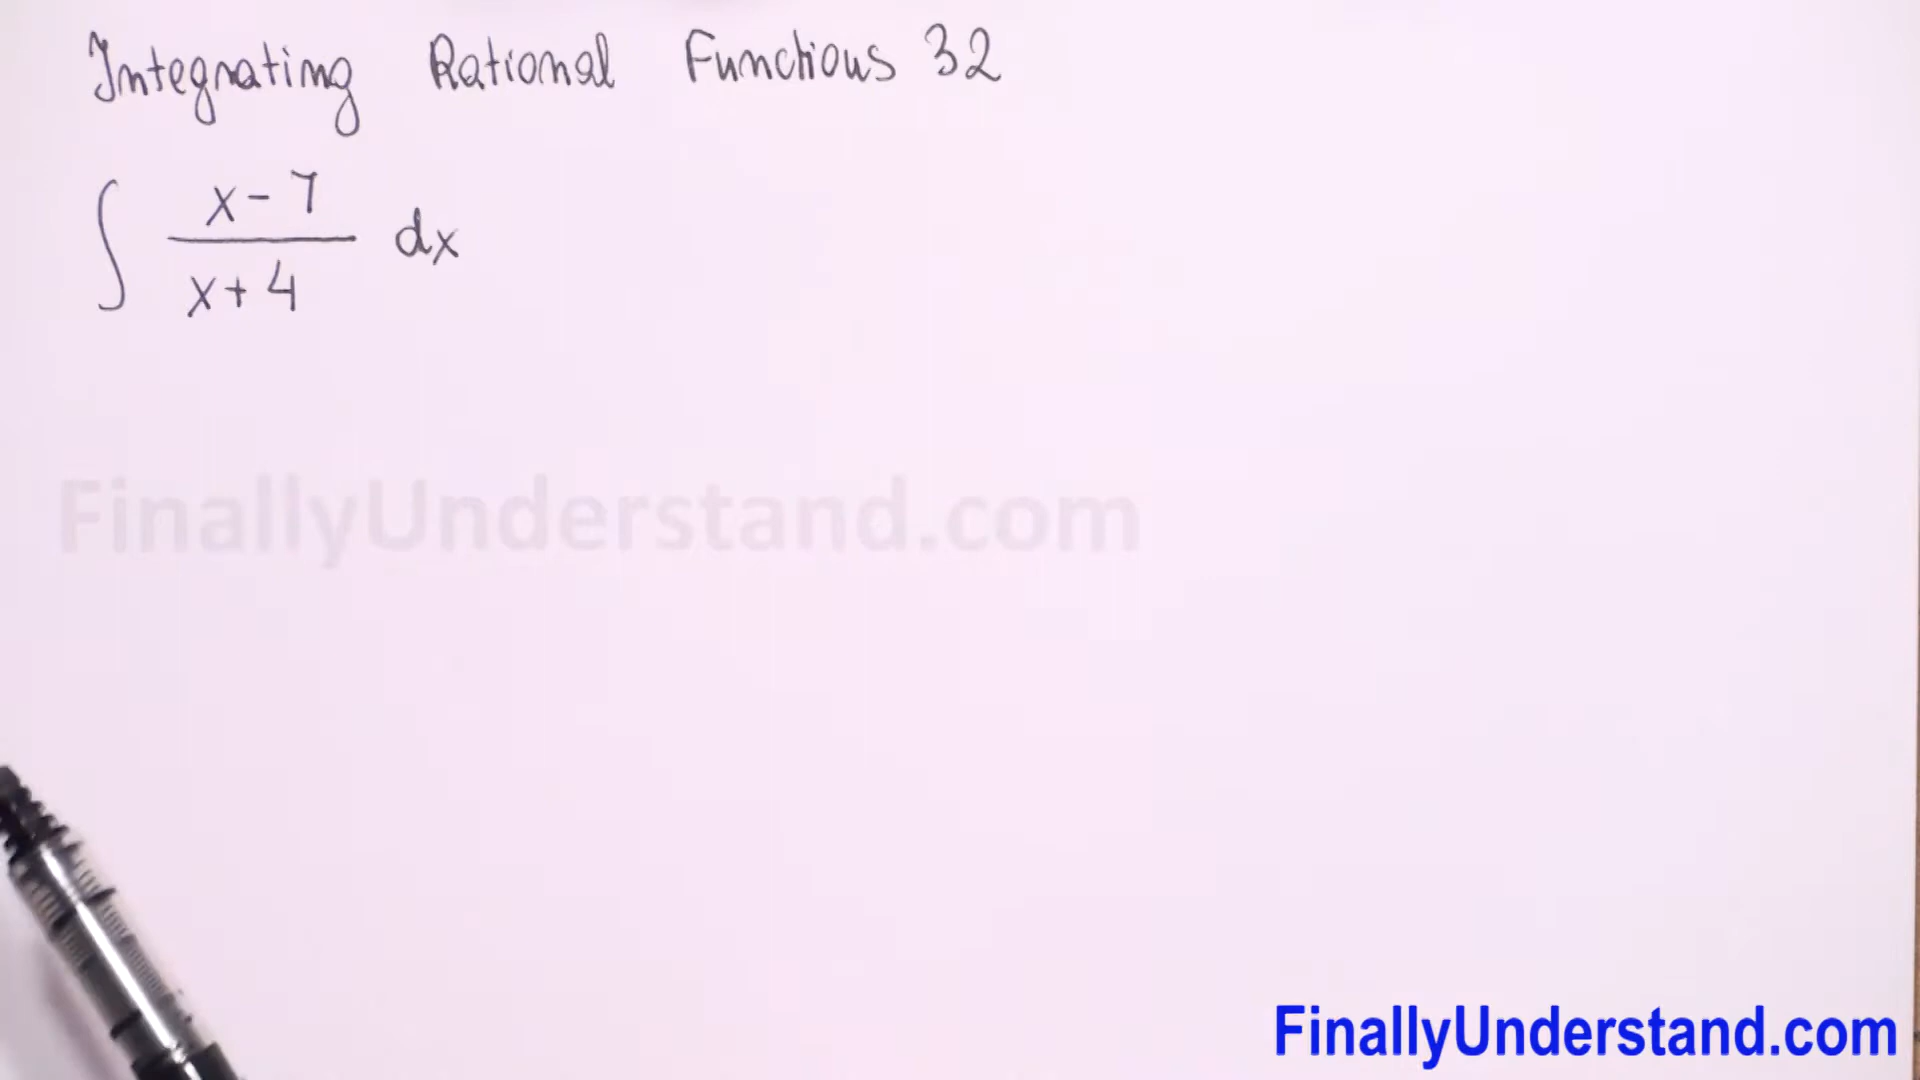 Integrating Rational Functions 32
∫ x-7 / x+4 dx
FinallyUnderstand.com
FinallyUnderstand.com